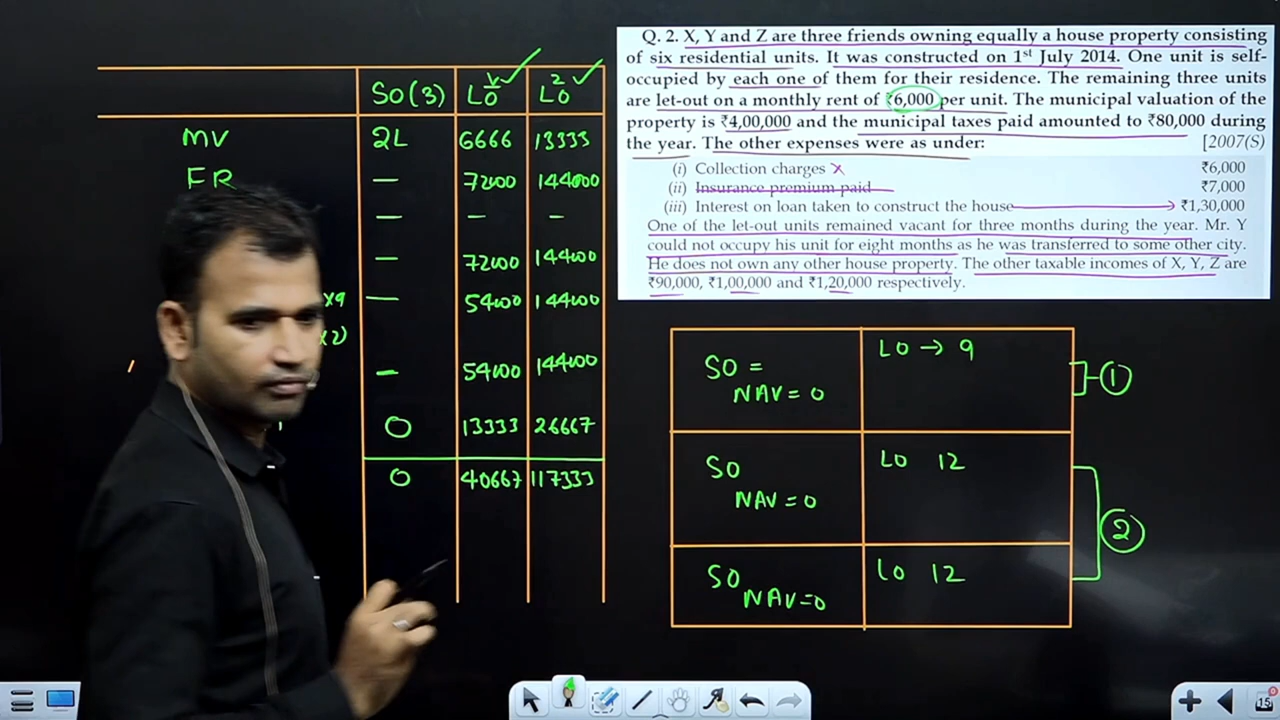 Q. 2. X, Y and Z are three friends owning equally a house property consisting
of six residential units. It was constructed on 1st July 2014. One unit is self-
occupied by each one of them for their residence. The remaining three units
are let-out on a monthly rent of ₹6,000 per unit. The municipal valuation of the
property is ₹4,00,000 and the municipal taxes paid amounted to ₹80,000 during
the year. The other expenses were as under: [2007(S)
(i) Collection charges x ₹6,000
(ii) Insurance premium paid ₹7,000
(iii) Interest on loan taken to construct the house → ₹1,30,000
One of the let-out units remained vacant for three months during the year. Mr. Y
could not occupy his unit for eight months as he was transferred to some other city.
He does not own any other house property. The other taxable incomes of X, Y, Z are
₹90,000, ₹1,00,000 and ₹1,20,000 respectively.
SO(3) LO1 ✓ LO2 ✓
MV 2L 6666 13333
FR — 72000 144000
— – –
— 72000 144000
x9 — 54000 144000
x2)
— 54000 144000
0 13333 26667
0 40667 117333
SO = LO → 9
NAV = 0 ①
SO LO 12
NAV = 0 ②
SO LO 12
NAV=0
15